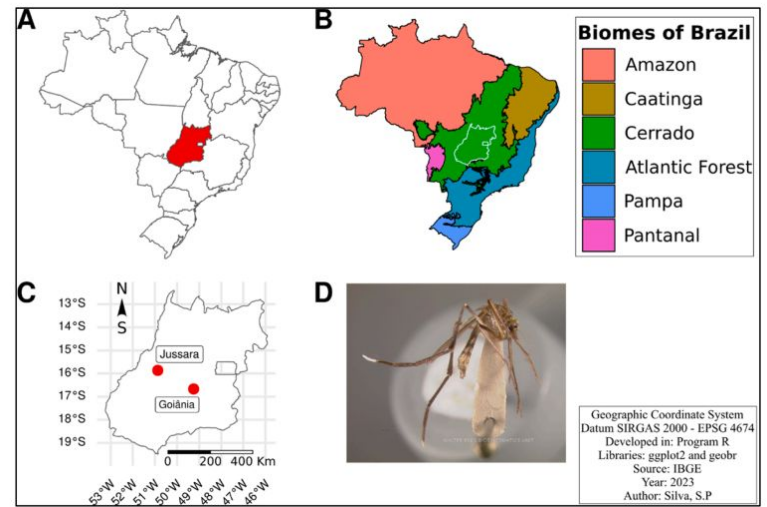 A
B
Biomes of Brazil
Amazon
Caatinga
Cerrado
Atlantic Forest
Pampa
Pantanal
C
N
S
13°S
14°S
15°S
16°S
17°S
18°S
19°S
Jussara
Goiânia
0 200 400 Km
53°W 52°W 51°W 50°W 49°W 48°W 47°W 46°W
D
Geographic Coordinate System
Datum SIRGAS 2000 - EPSG 4674
Developed in: Program R
Libraries: ggplot2 and geobr
Source: IBGE
Year: 2023
Author: Silva, S.P